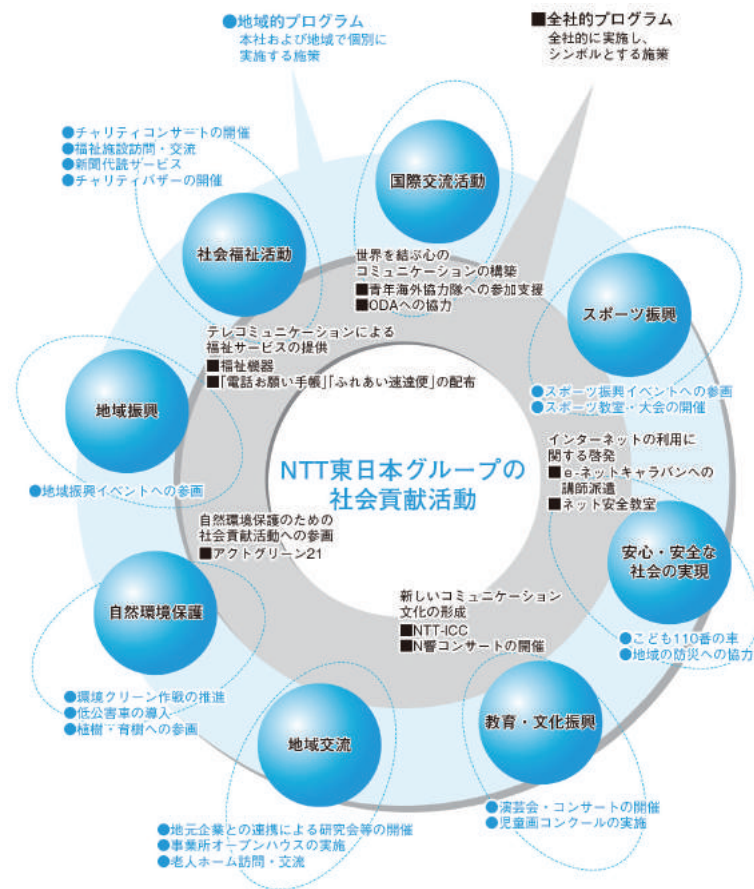 ●地域的プログラム
本社および地域で個別に
実施する施策
■全社的プログラム
全社的に実施し、
シンボルとする施策
●チャリティコンサートの開催
●福祉施設訪問・交流
●新聞代読サービス
●チャリティバザーの開催
国際交流活動
世界を結ぶ心の
コミュニケーションの構築
■青年海外協力隊への参加支援
■ODAへの協力
社会福祉活動
テレコミュニケーションによる
福祉サービスの提供
■福祉機器
■「電話お願い手帳」「ふれあい速達便」の配布
スポーツ振興
●スポーツ振興イベントへの参画
●スポーツ教室・大会の開催
地域振興
●地域振興イベントへの参画
NTT東日本グループの
社会貢献活動
インターネットの利用に
関する啓発
■e-ネットキャラバンへの
講師派遣
■ネット安全教室
安心・安全な
社会の実現
●こども110番の車
●地域の防災への協力
自然環境保護のための
社会貢献活動への参画
■アクトグリーン21
自然環境保護
●環境クリーン作戦の推進
●低公害車の導入
●植樹・育樹への参画
新しいコミュニケーション
文化の形成
■NTT-ICC
■N響コンサートの開催
教育・文化振興
●演芸会・コンサートの開催
●児童画コンクールの実施
地域交流
●地元企業との連携による研究会等の開催
●事業所オープンハウスの実施
●老人ホーム訪問・交流